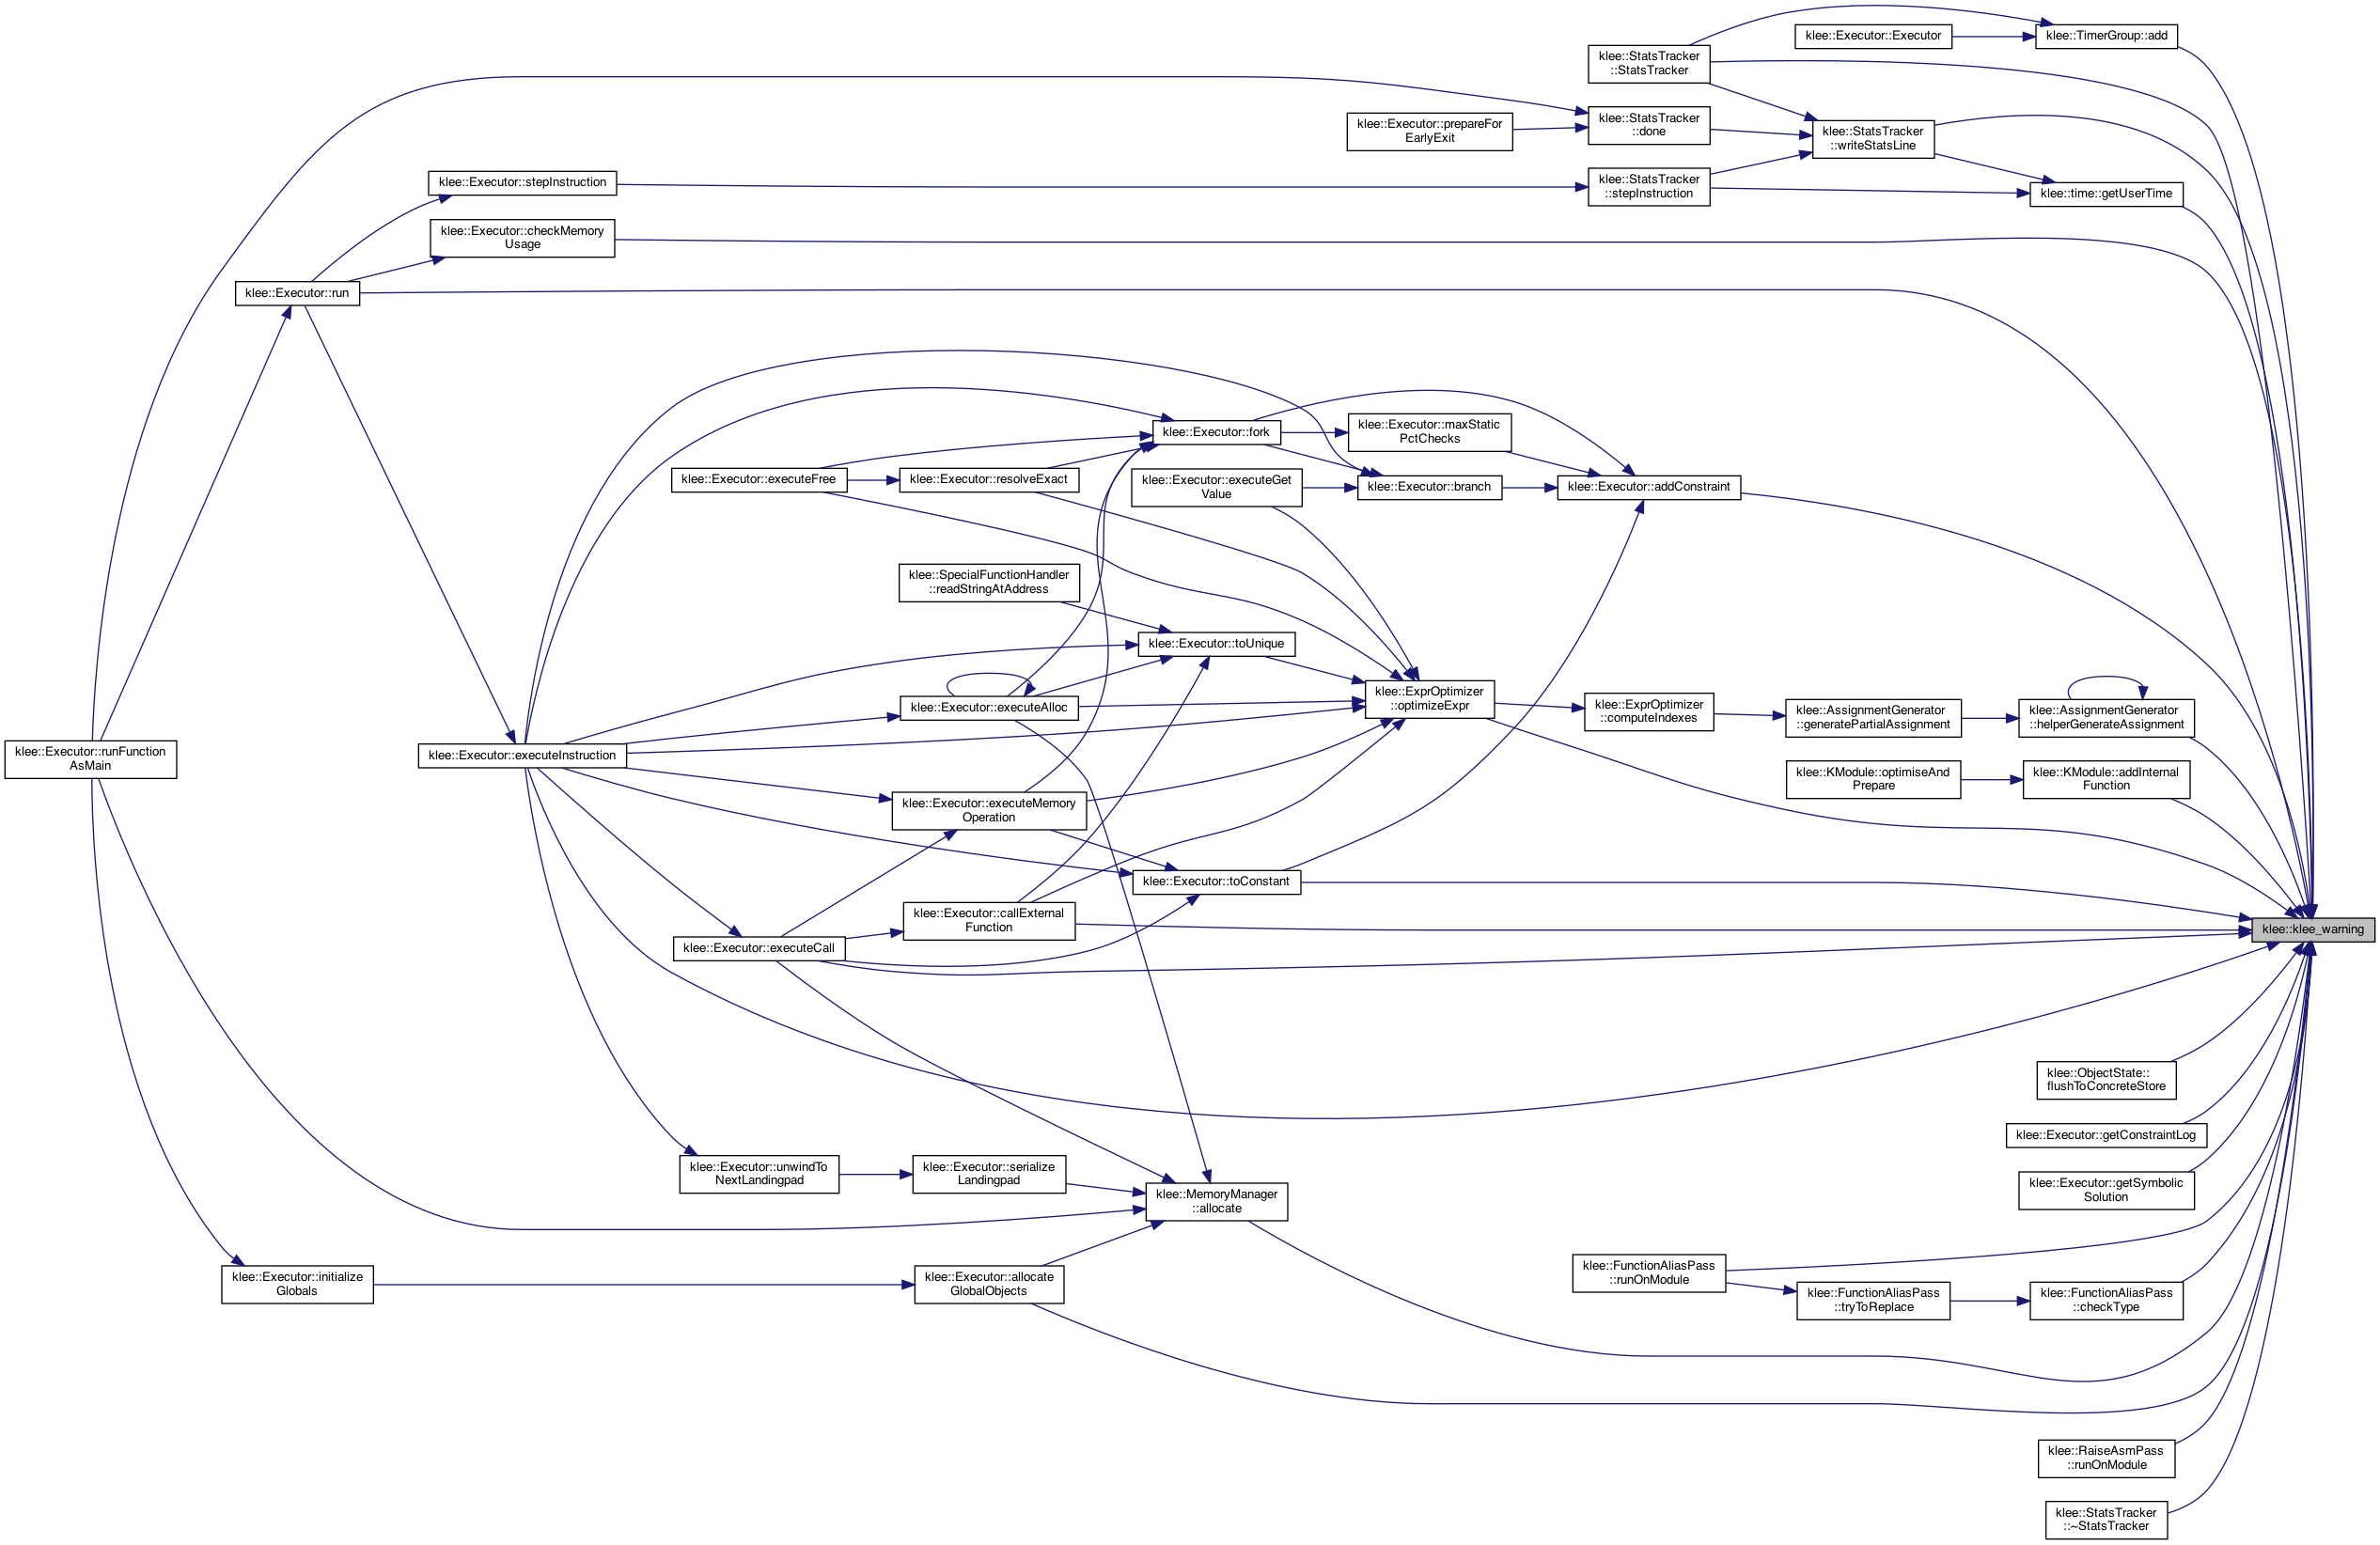 klee::TimerGroup::add
klee::Executor::Executor
klee::StatsTracker
::StatsTracker
klee::StatsTracker
::done
klee::Executor::prepareFor
EarlyExit
klee::StatsTracker
::writeStatsLine
klee::Executor::stepInstruction
klee::StatsTracker
::stepInstruction
klee::time::getUserTime
klee::Executor::checkMemory
Usage
klee::Executor::run
klee::Executor::fork
klee::Executor::maxStatic
PctChecks
klee::Executor::executeFree
klee::Executor::resolveExact
klee::Executor::executeGet
Value
klee::Executor::branch
klee::Executor::addConstraint
klee::SpecialFunctionHandler
::readStringAtAddress
klee::Executor::toUnique
klee::Executor::executeAlloc
klee::ExprOptimizer
::optimizeExpr
klee::ExprOptimizer
::computeIndexes
klee::AssignmentGenerator
::generatePartialAssignment
klee::AssignmentGenerator
::helperGenerateAssignment
klee::Executor::runFunction
AsMain
klee::Executor::executeInstruction
klee::KModule::optimiseAnd
Prepare
klee::KModule::addInternal
Function
klee::Executor::executeMemory
Operation
klee::Executor::toConstant
klee::Executor::callExternal
Function
klee::Executor::executeCall
klee::klee_warning
klee::ObjectState::
flushToConcreteStore
klee::Executor::getConstraintLog
klee::Executor::unwindTo
NextLandingpad
klee::Executor::serialize
Landingpad
klee::MemoryManager
::allocate
klee::Executor::getSymbolic
Solution
klee::Executor::initialize
Globals
klee::Executor::allocate
GlobalObjects
klee::FunctionAliasPass
::runOnModule
klee::FunctionAliasPass
::tryToReplace
klee::FunctionAliasPass
::checkType
klee::RaiseAsmPass
::runOnModule
klee::StatsTracker
::~StatsTracker